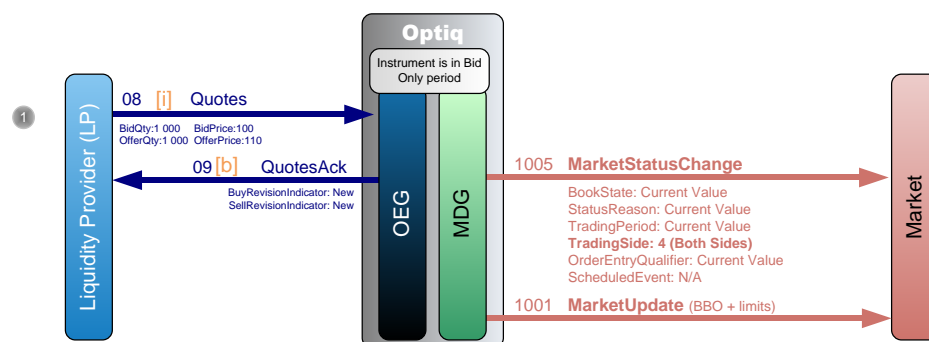 Optiq
Instrument is in Bid
Only period
1
Liquidity Provider (LP)
08 [i] Quotes
BidQty:1 000 BidPrice:100
OfferQty:1 000 OfferPrice:110
09 [b] QuotesAck
BuyRevisionIndicator: New
SellRevisionIndicator: New
OEG
MDG
1005 MarketStatusChange
BookState: Current Value
StatusReason: Current Value
TradingPeriod: Current Value
TradingSide: 4 (Both Sides)
OrderEntryQualifier: Current Value
ScheduledEvent: N/A
1001 MarketUpdate (BBO + limits)
Market